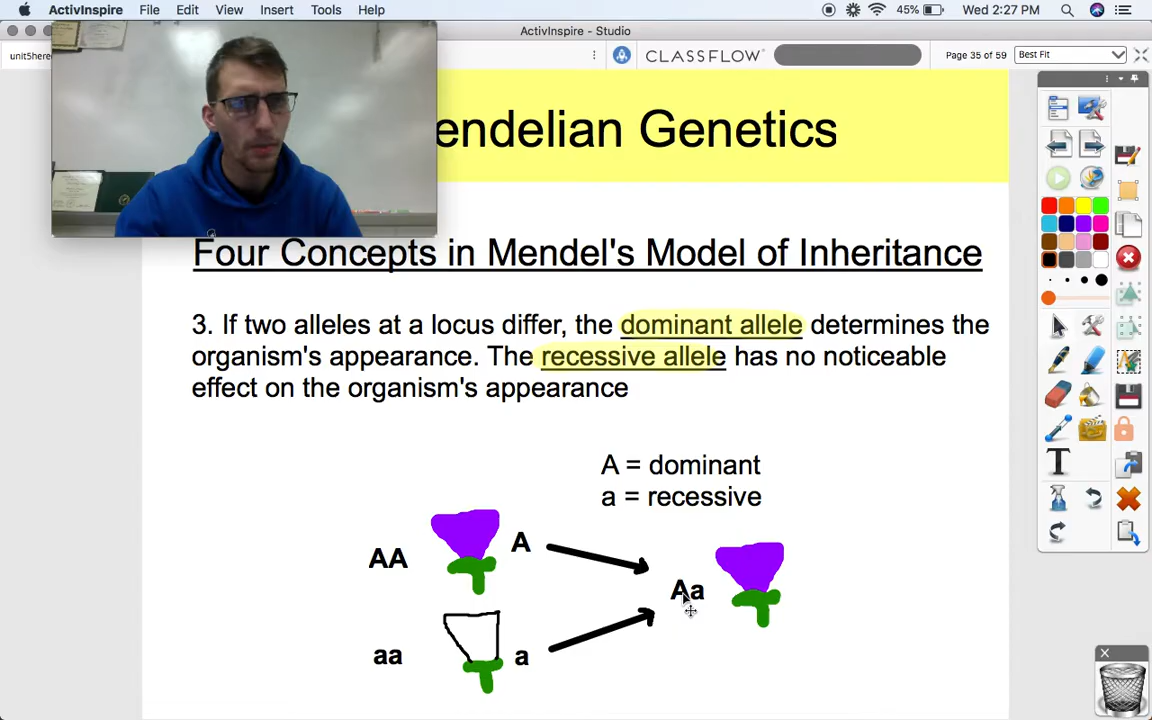 ActivInspire File Edit View Insert Tools Help 45% Wed 2:27 PM
ActivInspire - Studio
unit5here CLASSFLOW Page 35 of 59 Best Fit
endelian Genetics
Four Concepts in Mendel's Model of Inheritance
3. If two alleles at a locus differ, the dominant allele determines the
organism's appearance. The recessive allele has no noticeable
effect on the organism's appearance
A = dominant
a = recessive
AA A
Aa
aa a